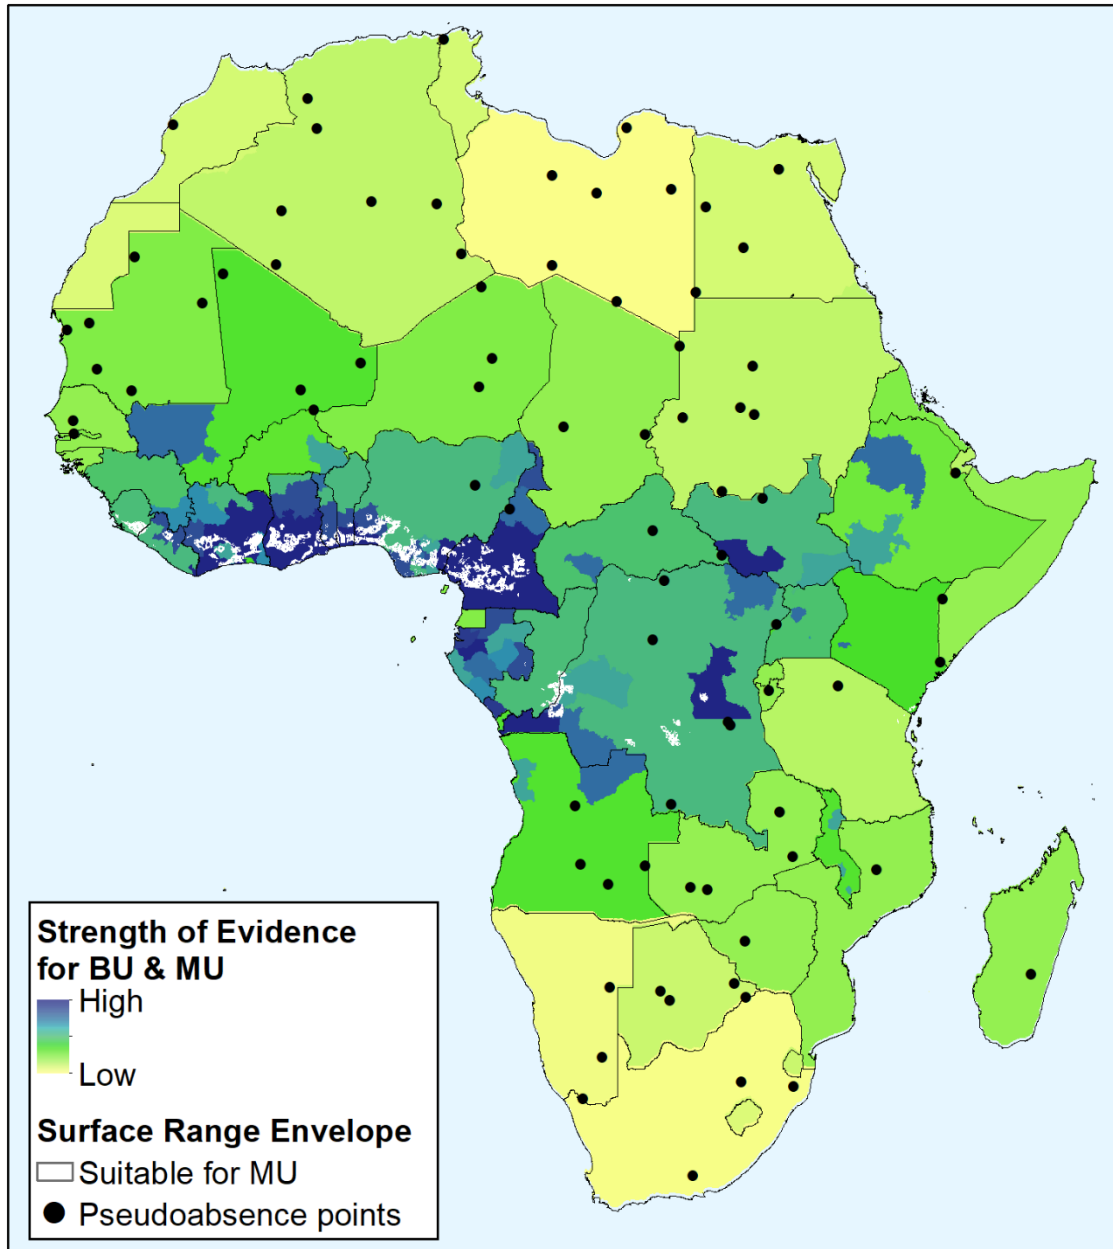 Strength of Evidence
for BU & MU
High
Low
Surface Range Envelope
Suitable for MU
Pseudoabsence points